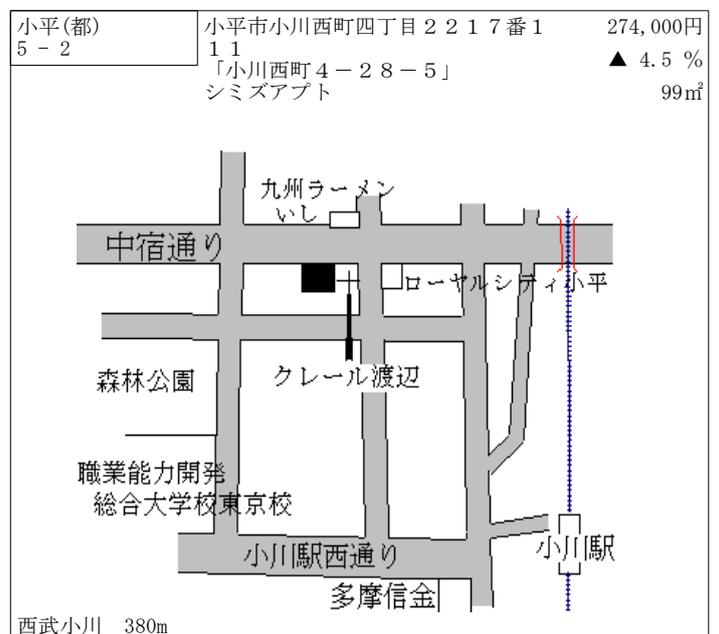 小平(都)
5－2
小平市小川西町四丁目２２１７番１
１１
「小川西町４－２８－５」
シミズアプト
274,000円
▲ 4.5 %
99㎡
九州ラーメン
いし
中宿通り
ローヤルシティ小平
森林公園
クレール渡辺
職業能力開発
総合大学校東京校
小川駅西通り
小川駅
多摩信金
西武小川　380m